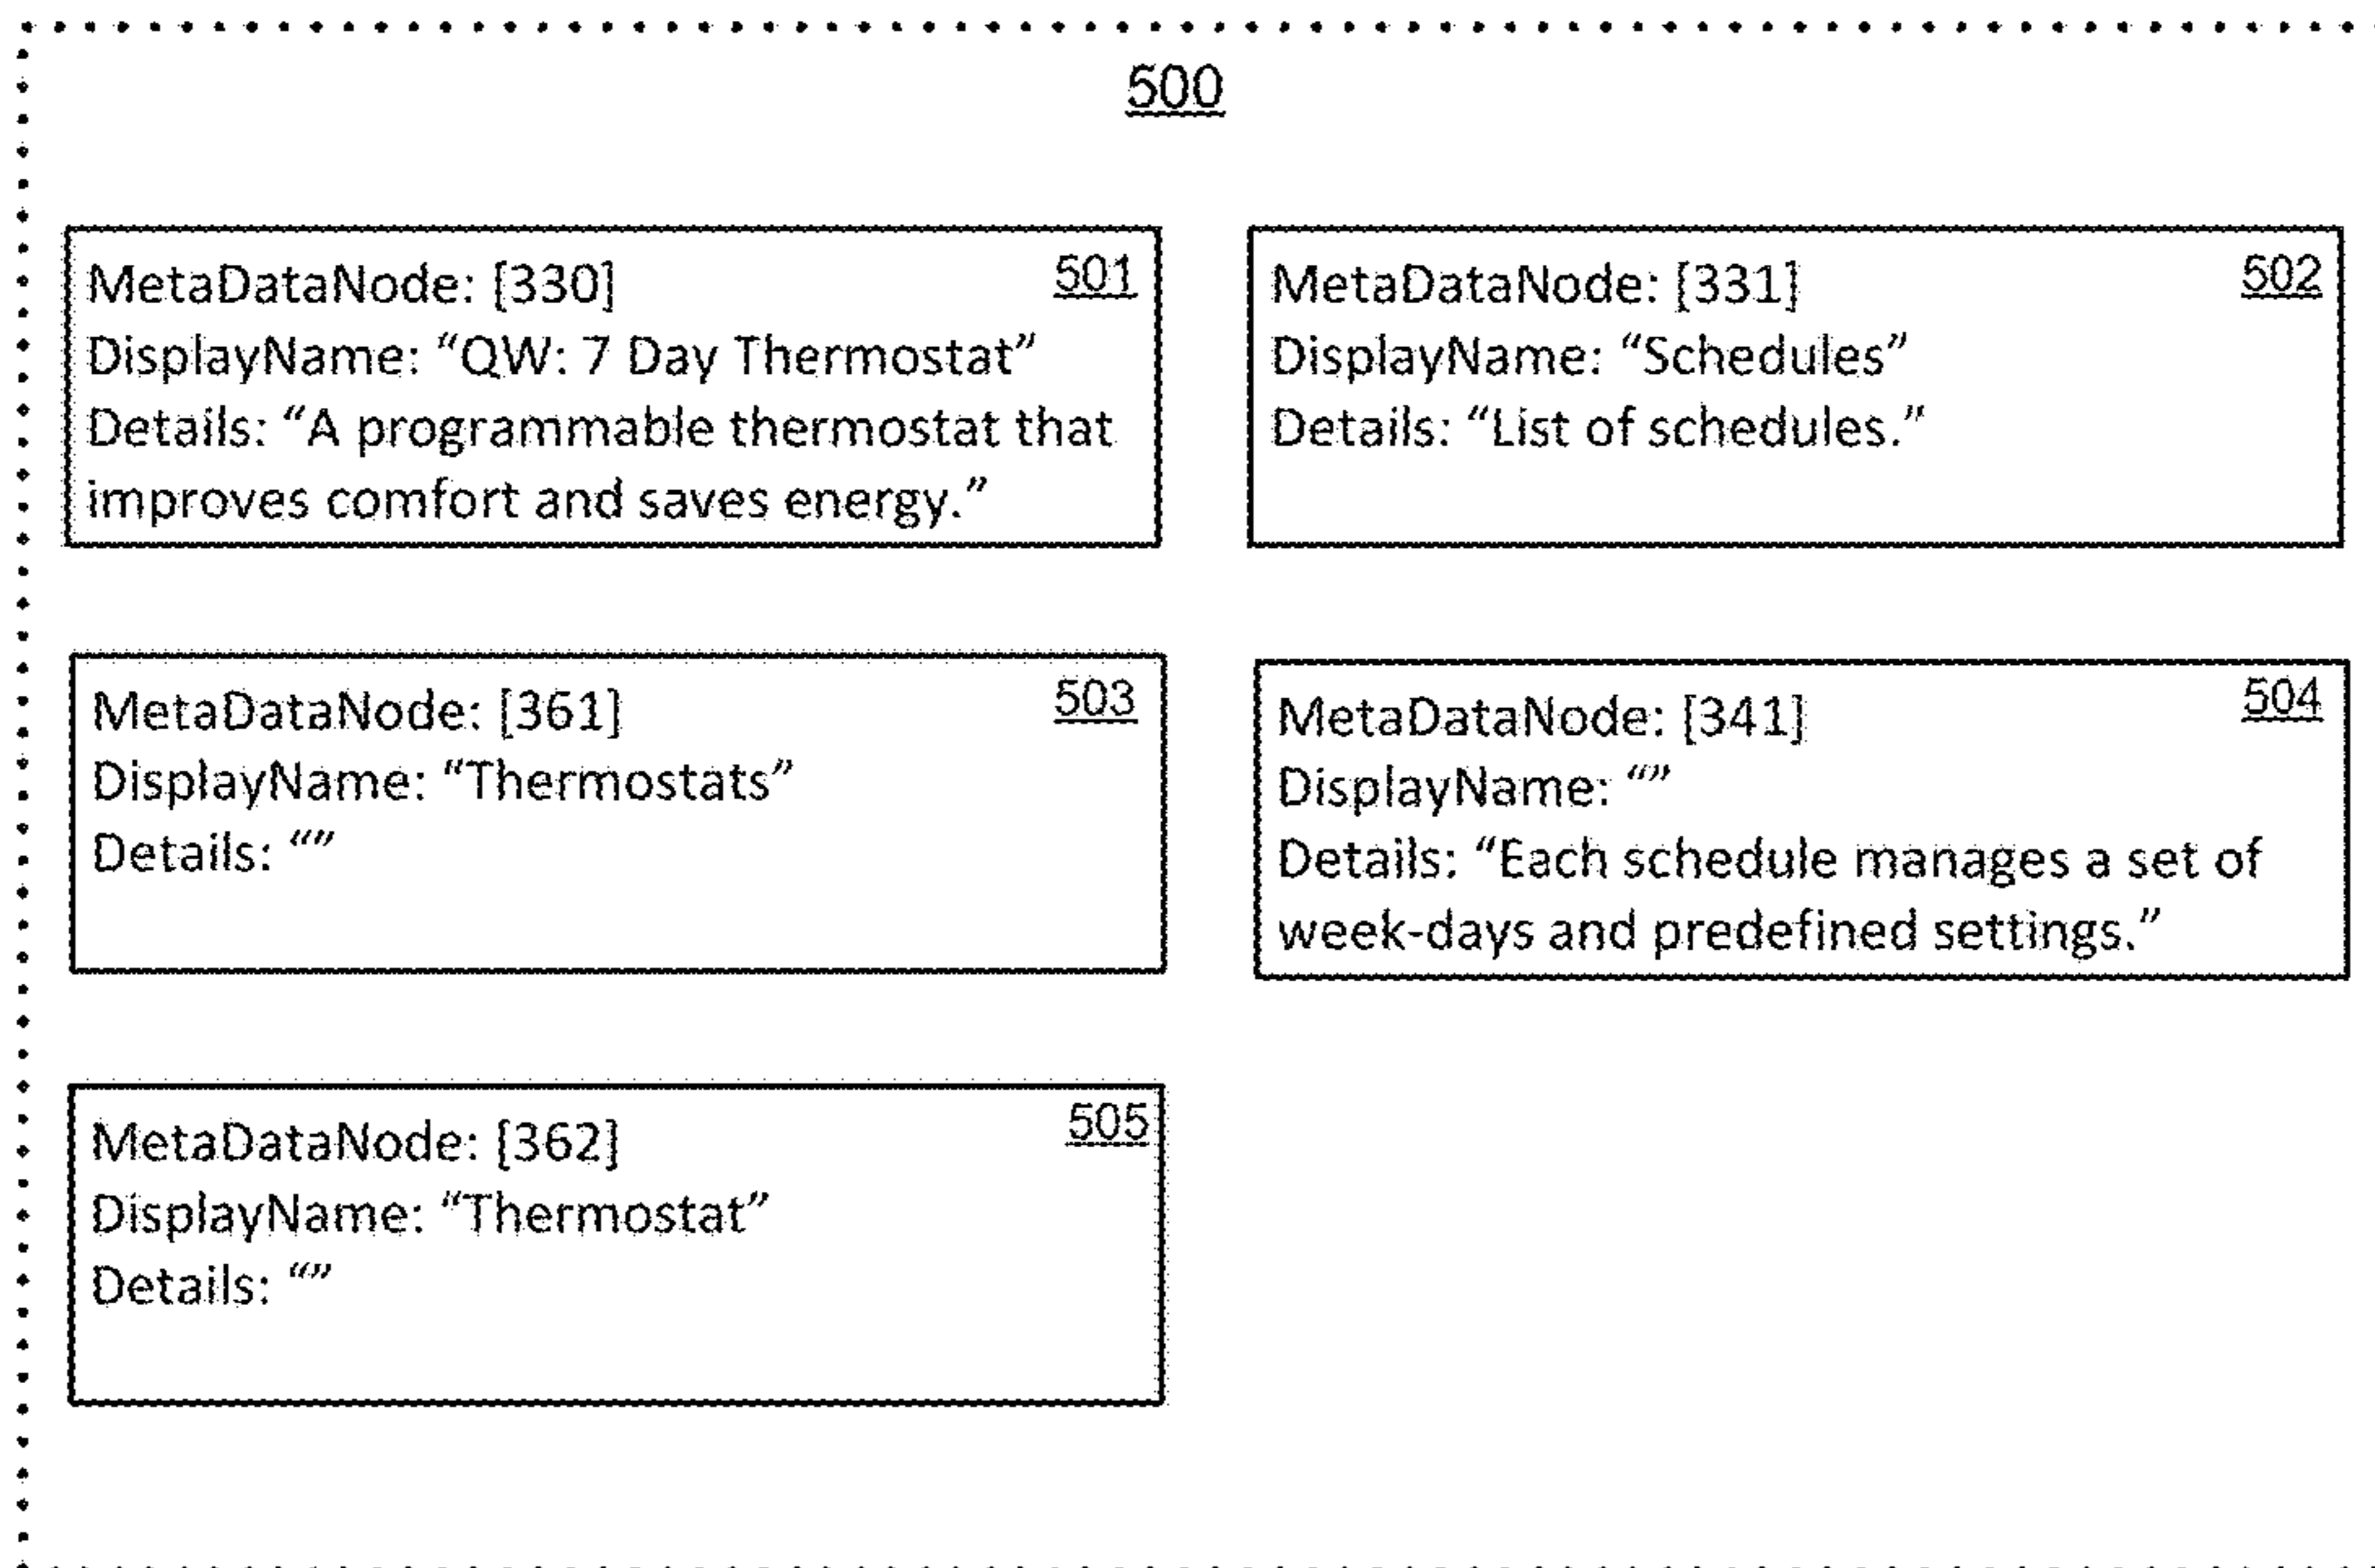 500
501
MetaDataNode: [330]
DisplayName: “QW: 7 Day Thermostat”
Details: “A programmable thermostat that
improves comfort and saves energy.”
502
MetaDataNode: [331]
DisplayName: “Schedules”
Details: “List of schedules.”
503
MetaDataNode: [361]
DisplayName: “Thermostats”
Details: “”
504
MetaDataNode: [341]
DisplayName: “”
Details: “Each schedule manages a set of
week-days and predefined settings.”
505
MetaDataNode: [362]
DisplayName: “Thermostat”
Details: “”